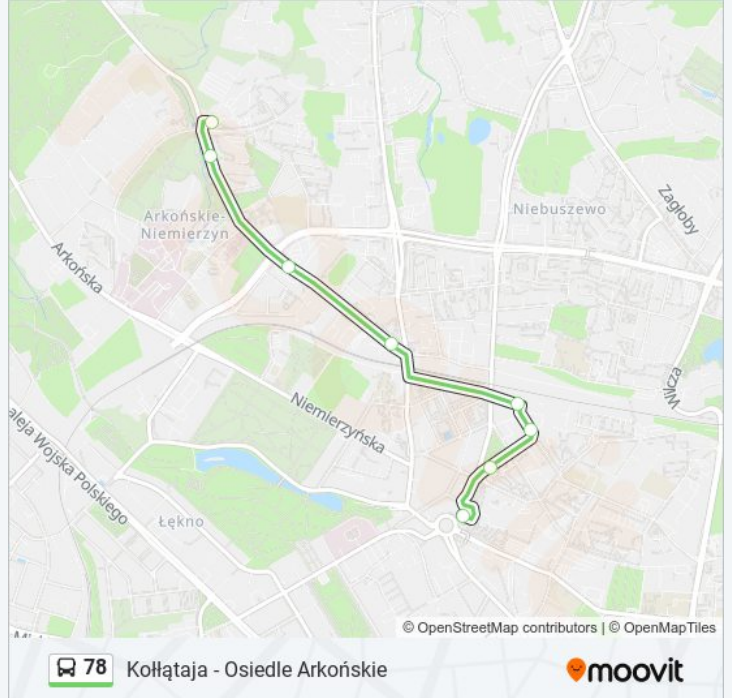 Niebuszewo
Zagłoby
Arkońskie-
Niemierzyn
Arkońska
Wilcza
Niemierzyńska
aleja Wojska Polskiego
Łękno
© OpenStreetMap contributors | © OpenMapTiles
78 Kołłątaja - Osiedle Arkońskie
moovit